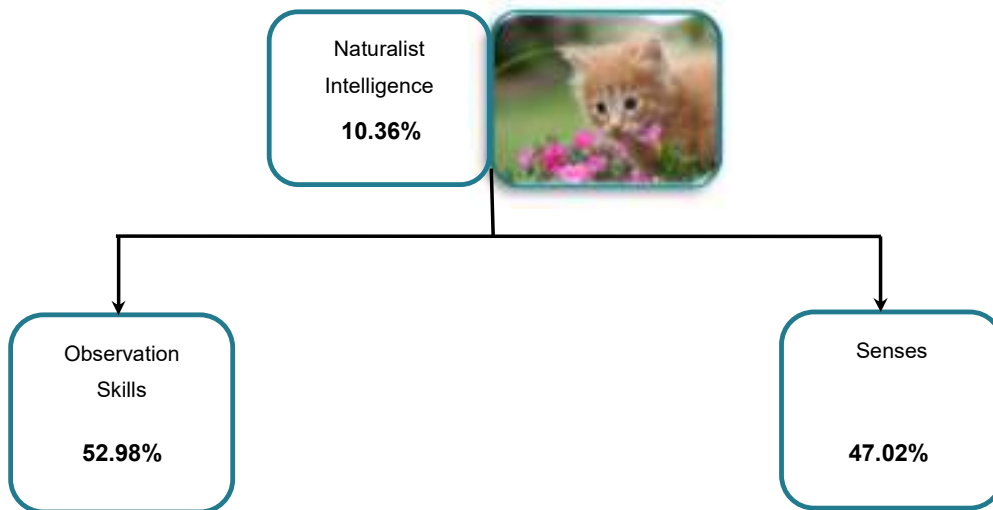 Naturalist
Intelligence
10.36%
Observation
Skills
52.98%
Senses
47.02%